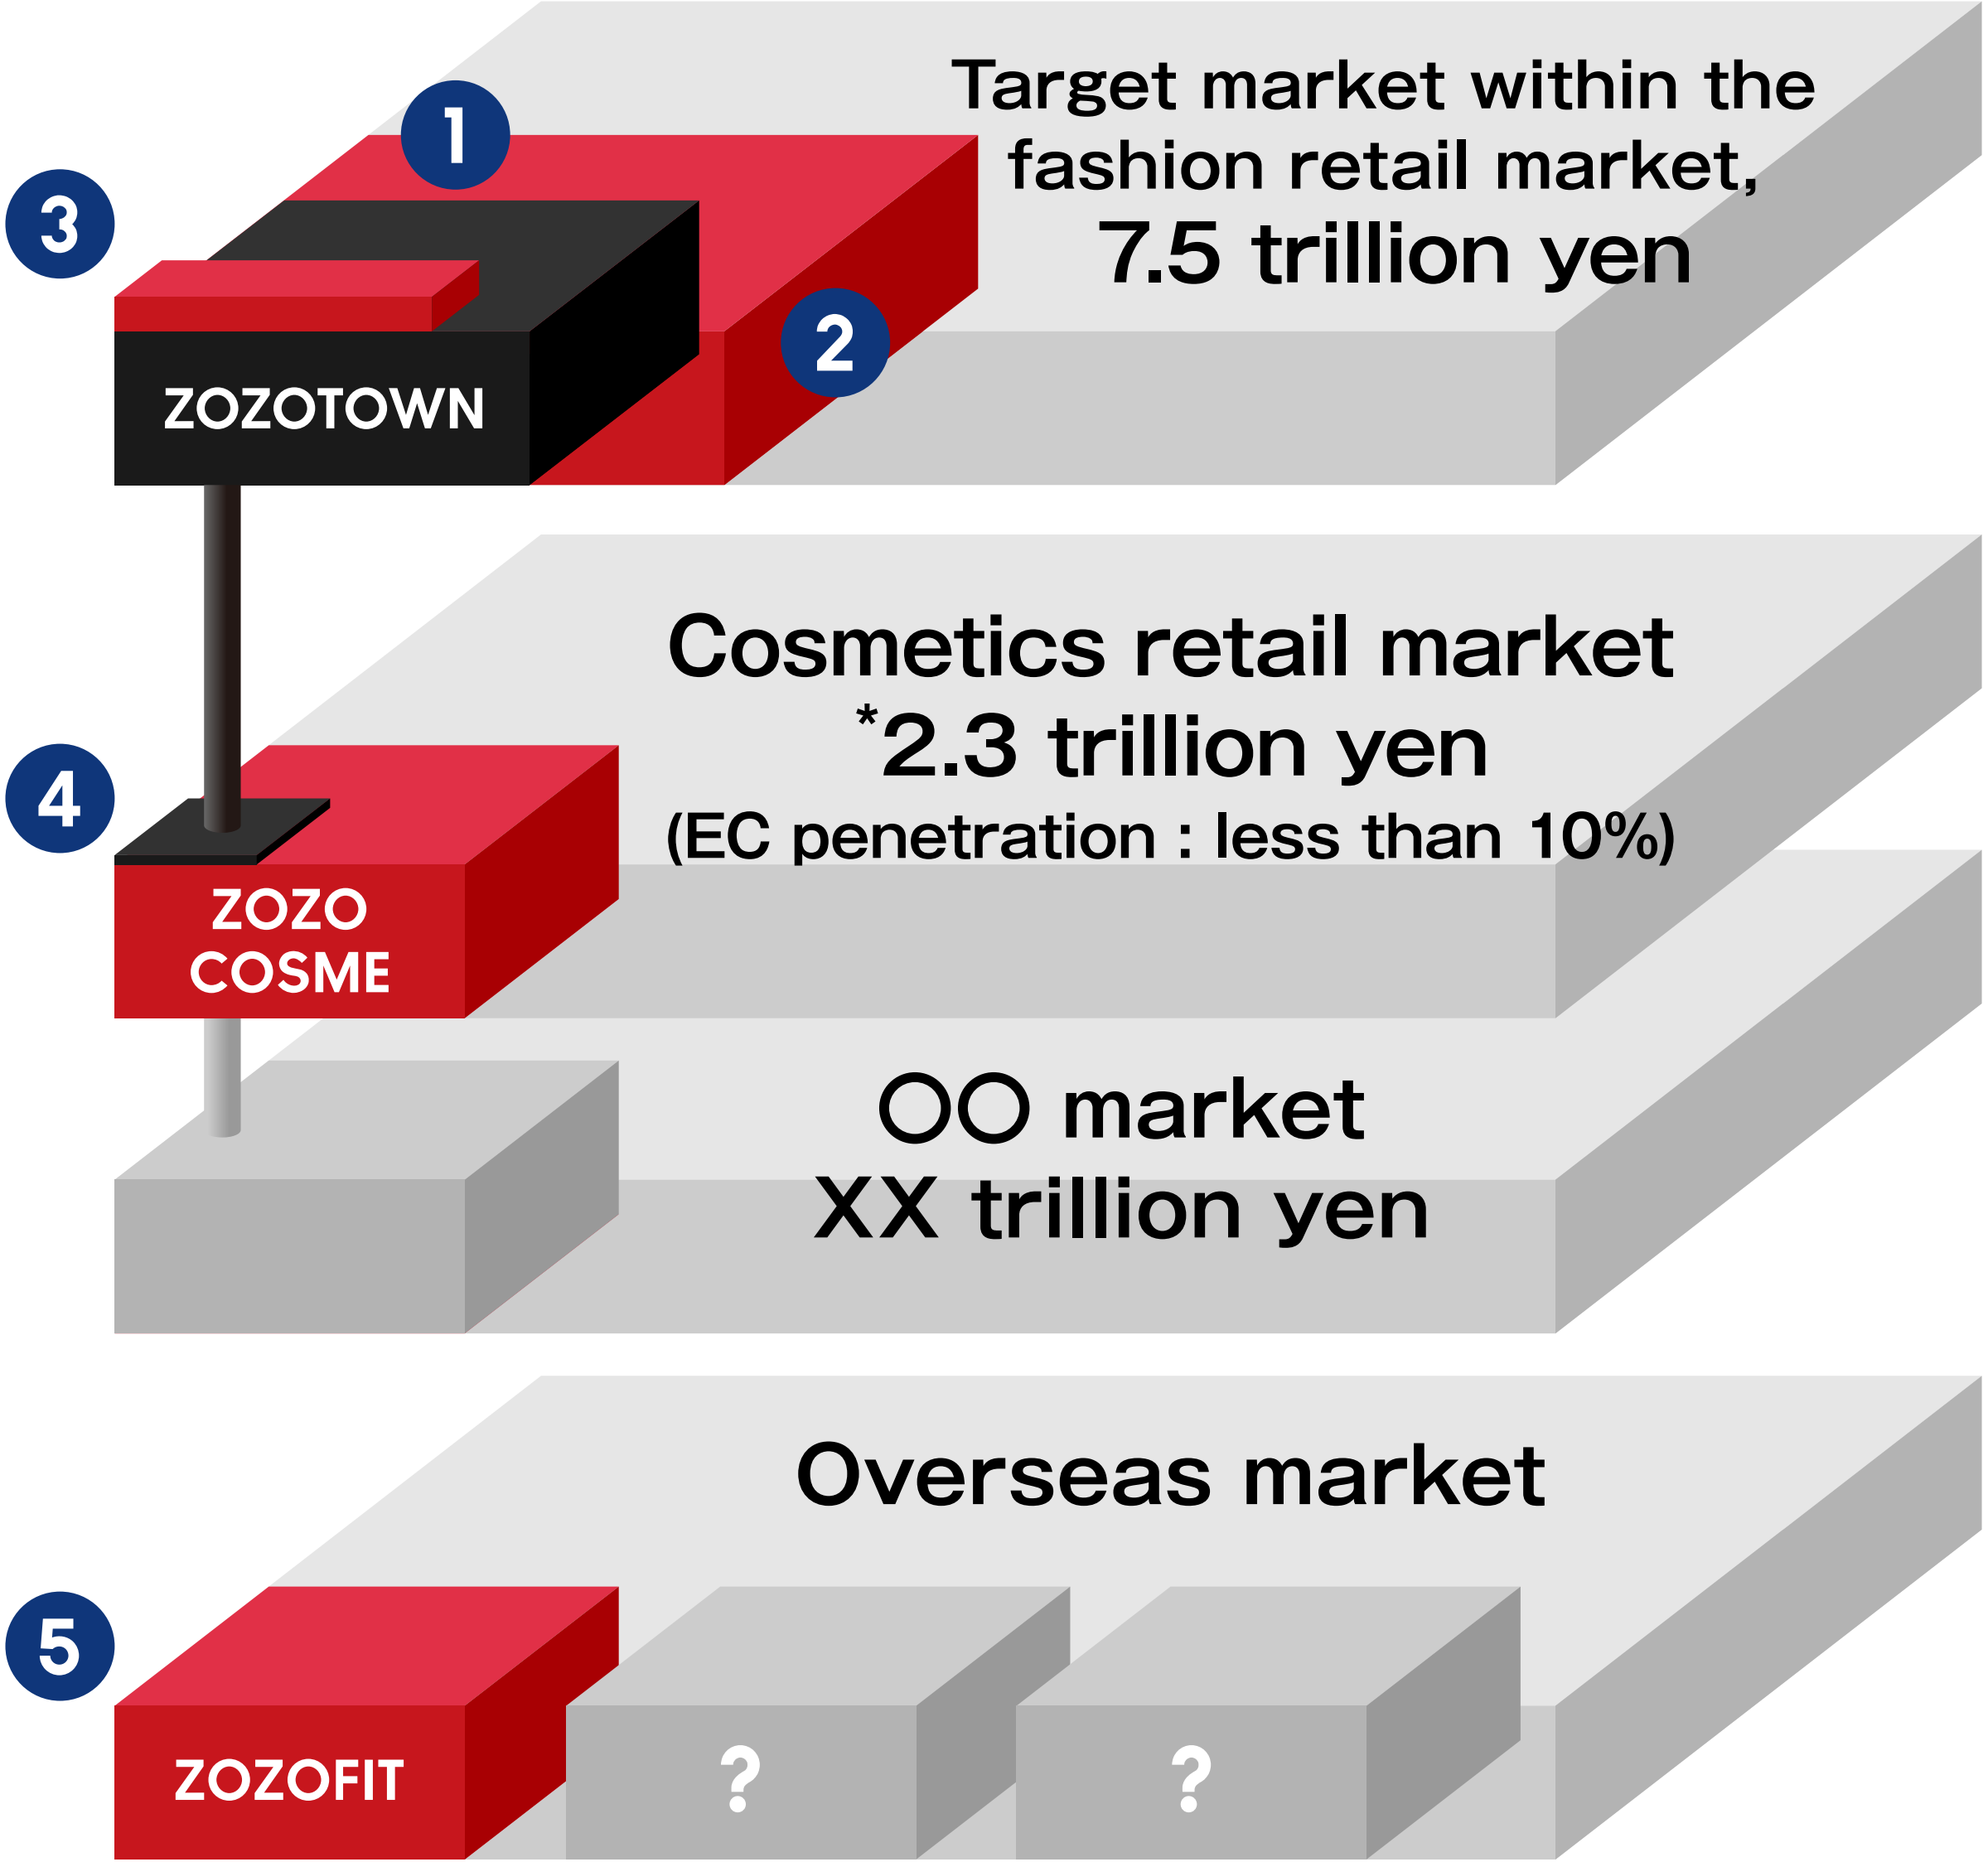 Target market within the
fashion retail market,
7.5 trillion yen
1
3
2
ZOZOTOWN
Cosmetics retail market
*2.3 trillion yen
(EC penetration : less than 10%)
4
ZOZO
COSME
○○ market
XX trillion yen
Overseas market
5
ZOZOFIT
?
?